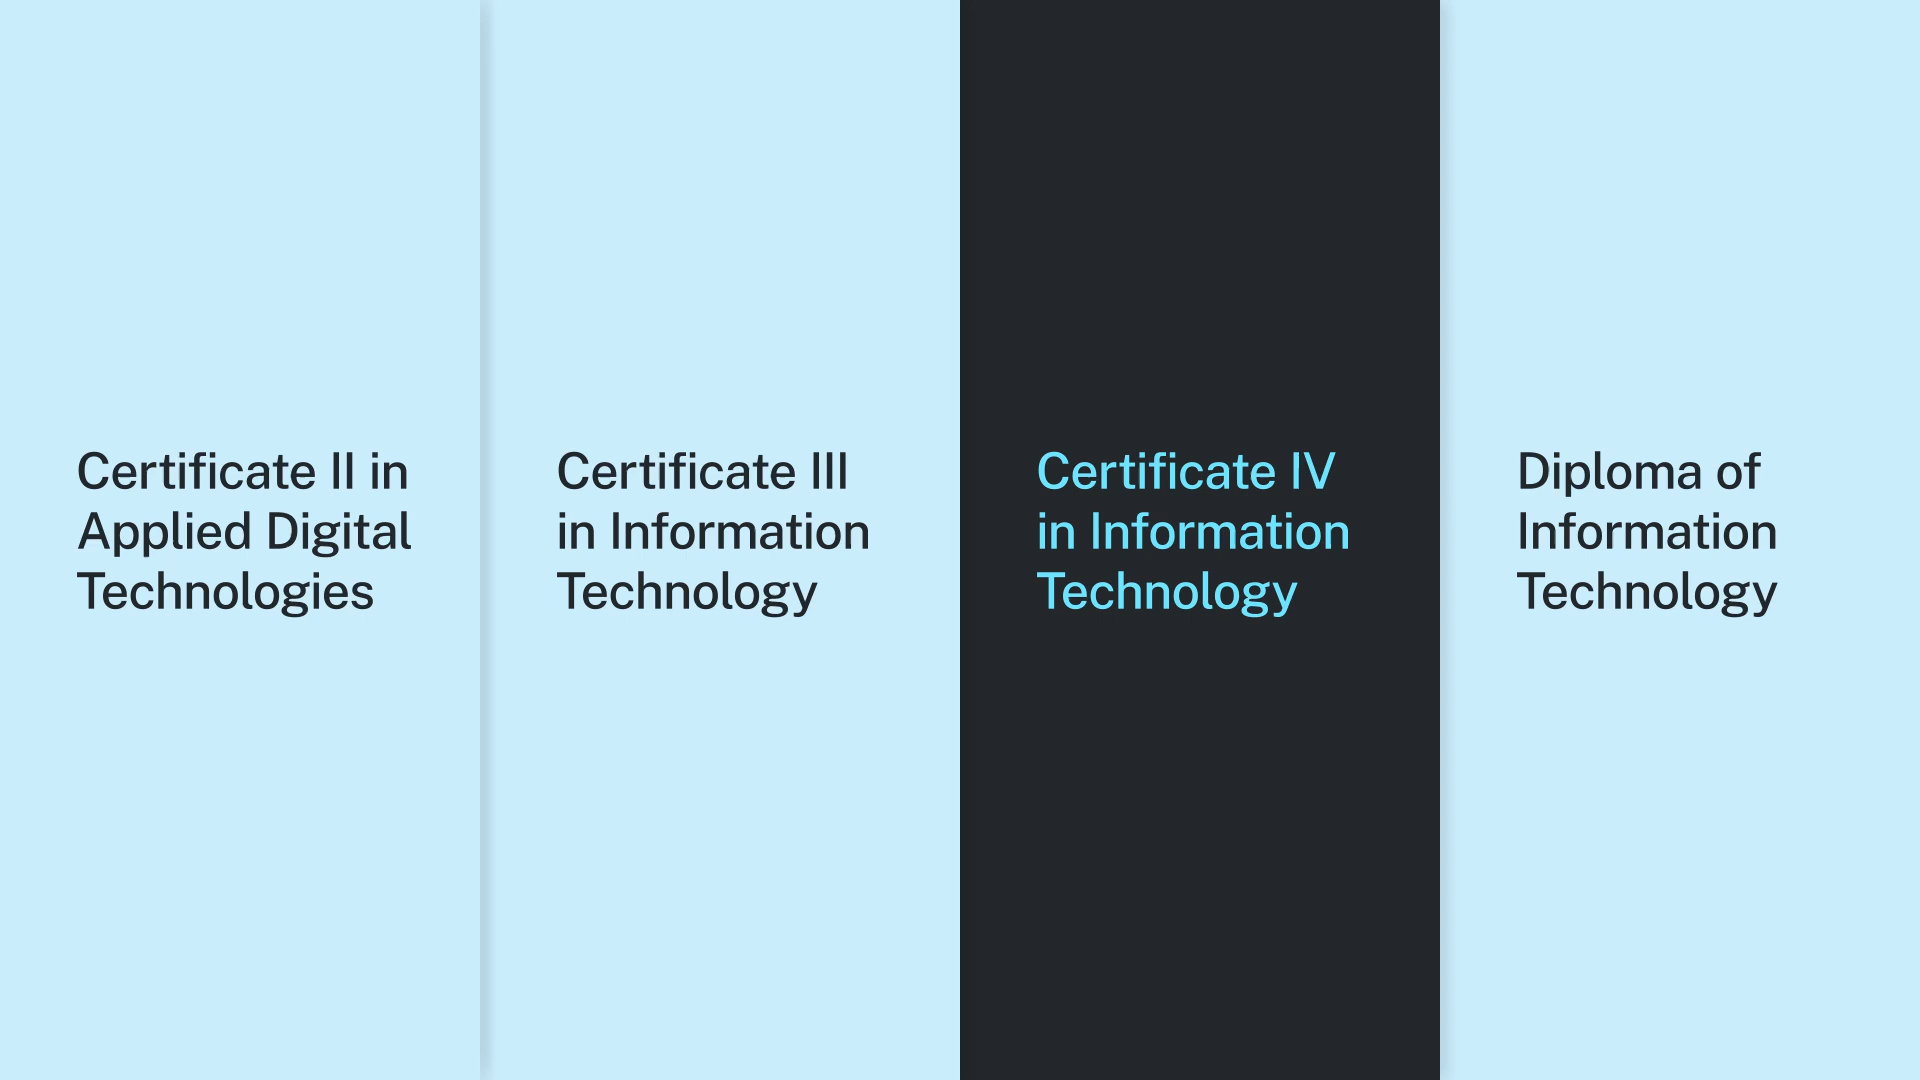 Certificate II in
Applied Digital
Technologies
Certificate III
in Information
Technology
Certificate IV
in Information
Technology
Diploma of
Information
Technology